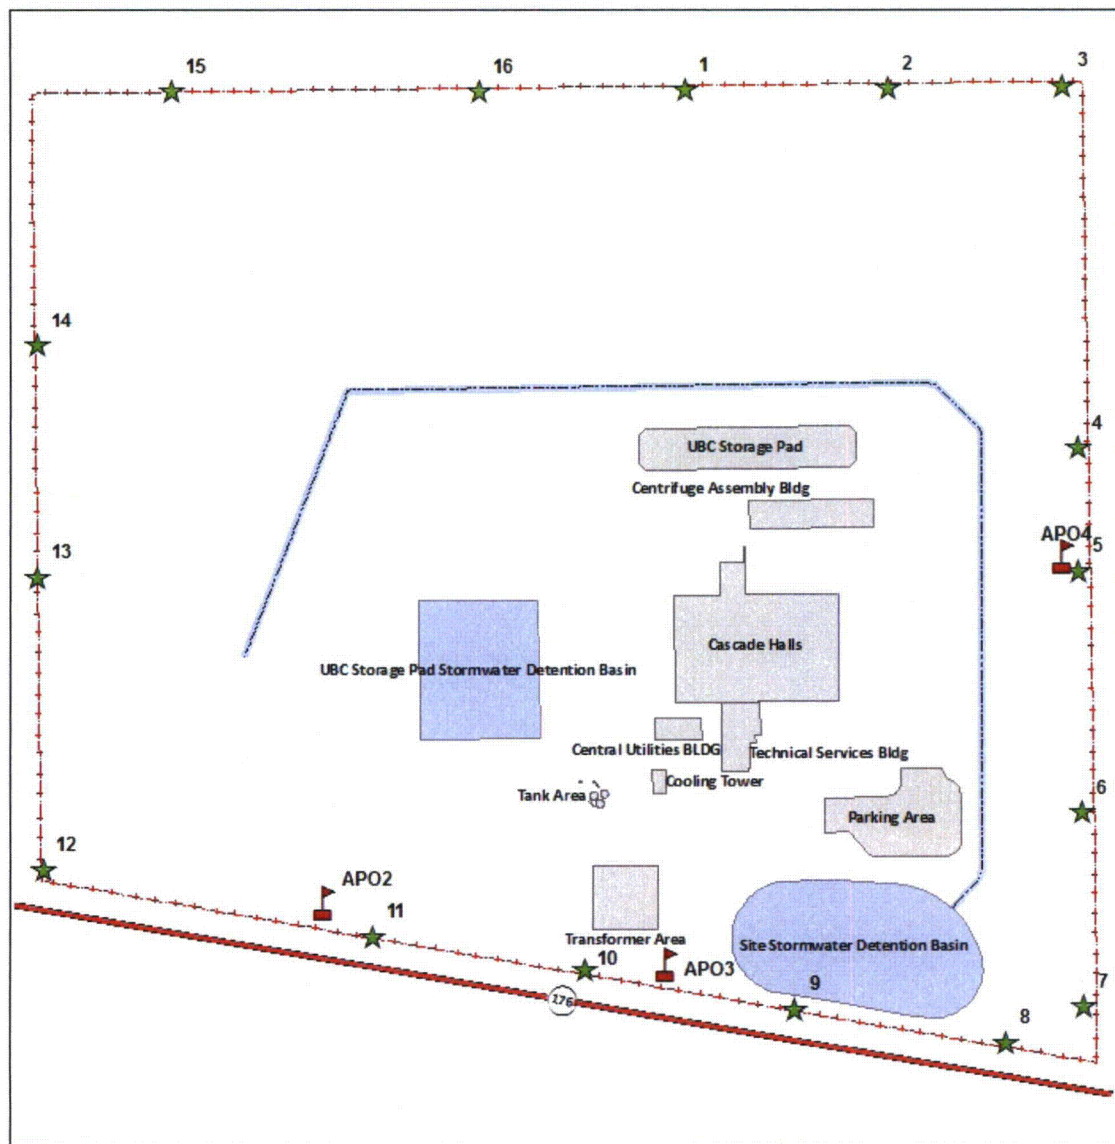 15
16
1
2
3
14
4
UBC Storage Pad
Centrifuge Assembly Bldg
APO4
5
13
Cascade Halls
UBC Storage Pad Stormwater Detention Basin
Central Utilities BLDG
Technical Services Bldg
Cooling Tower
Tank Area
6
Parking Area
12
APO2
11
Transformer Area
Site Stormwater Detention Basin
10
APO3
176
9
7
8